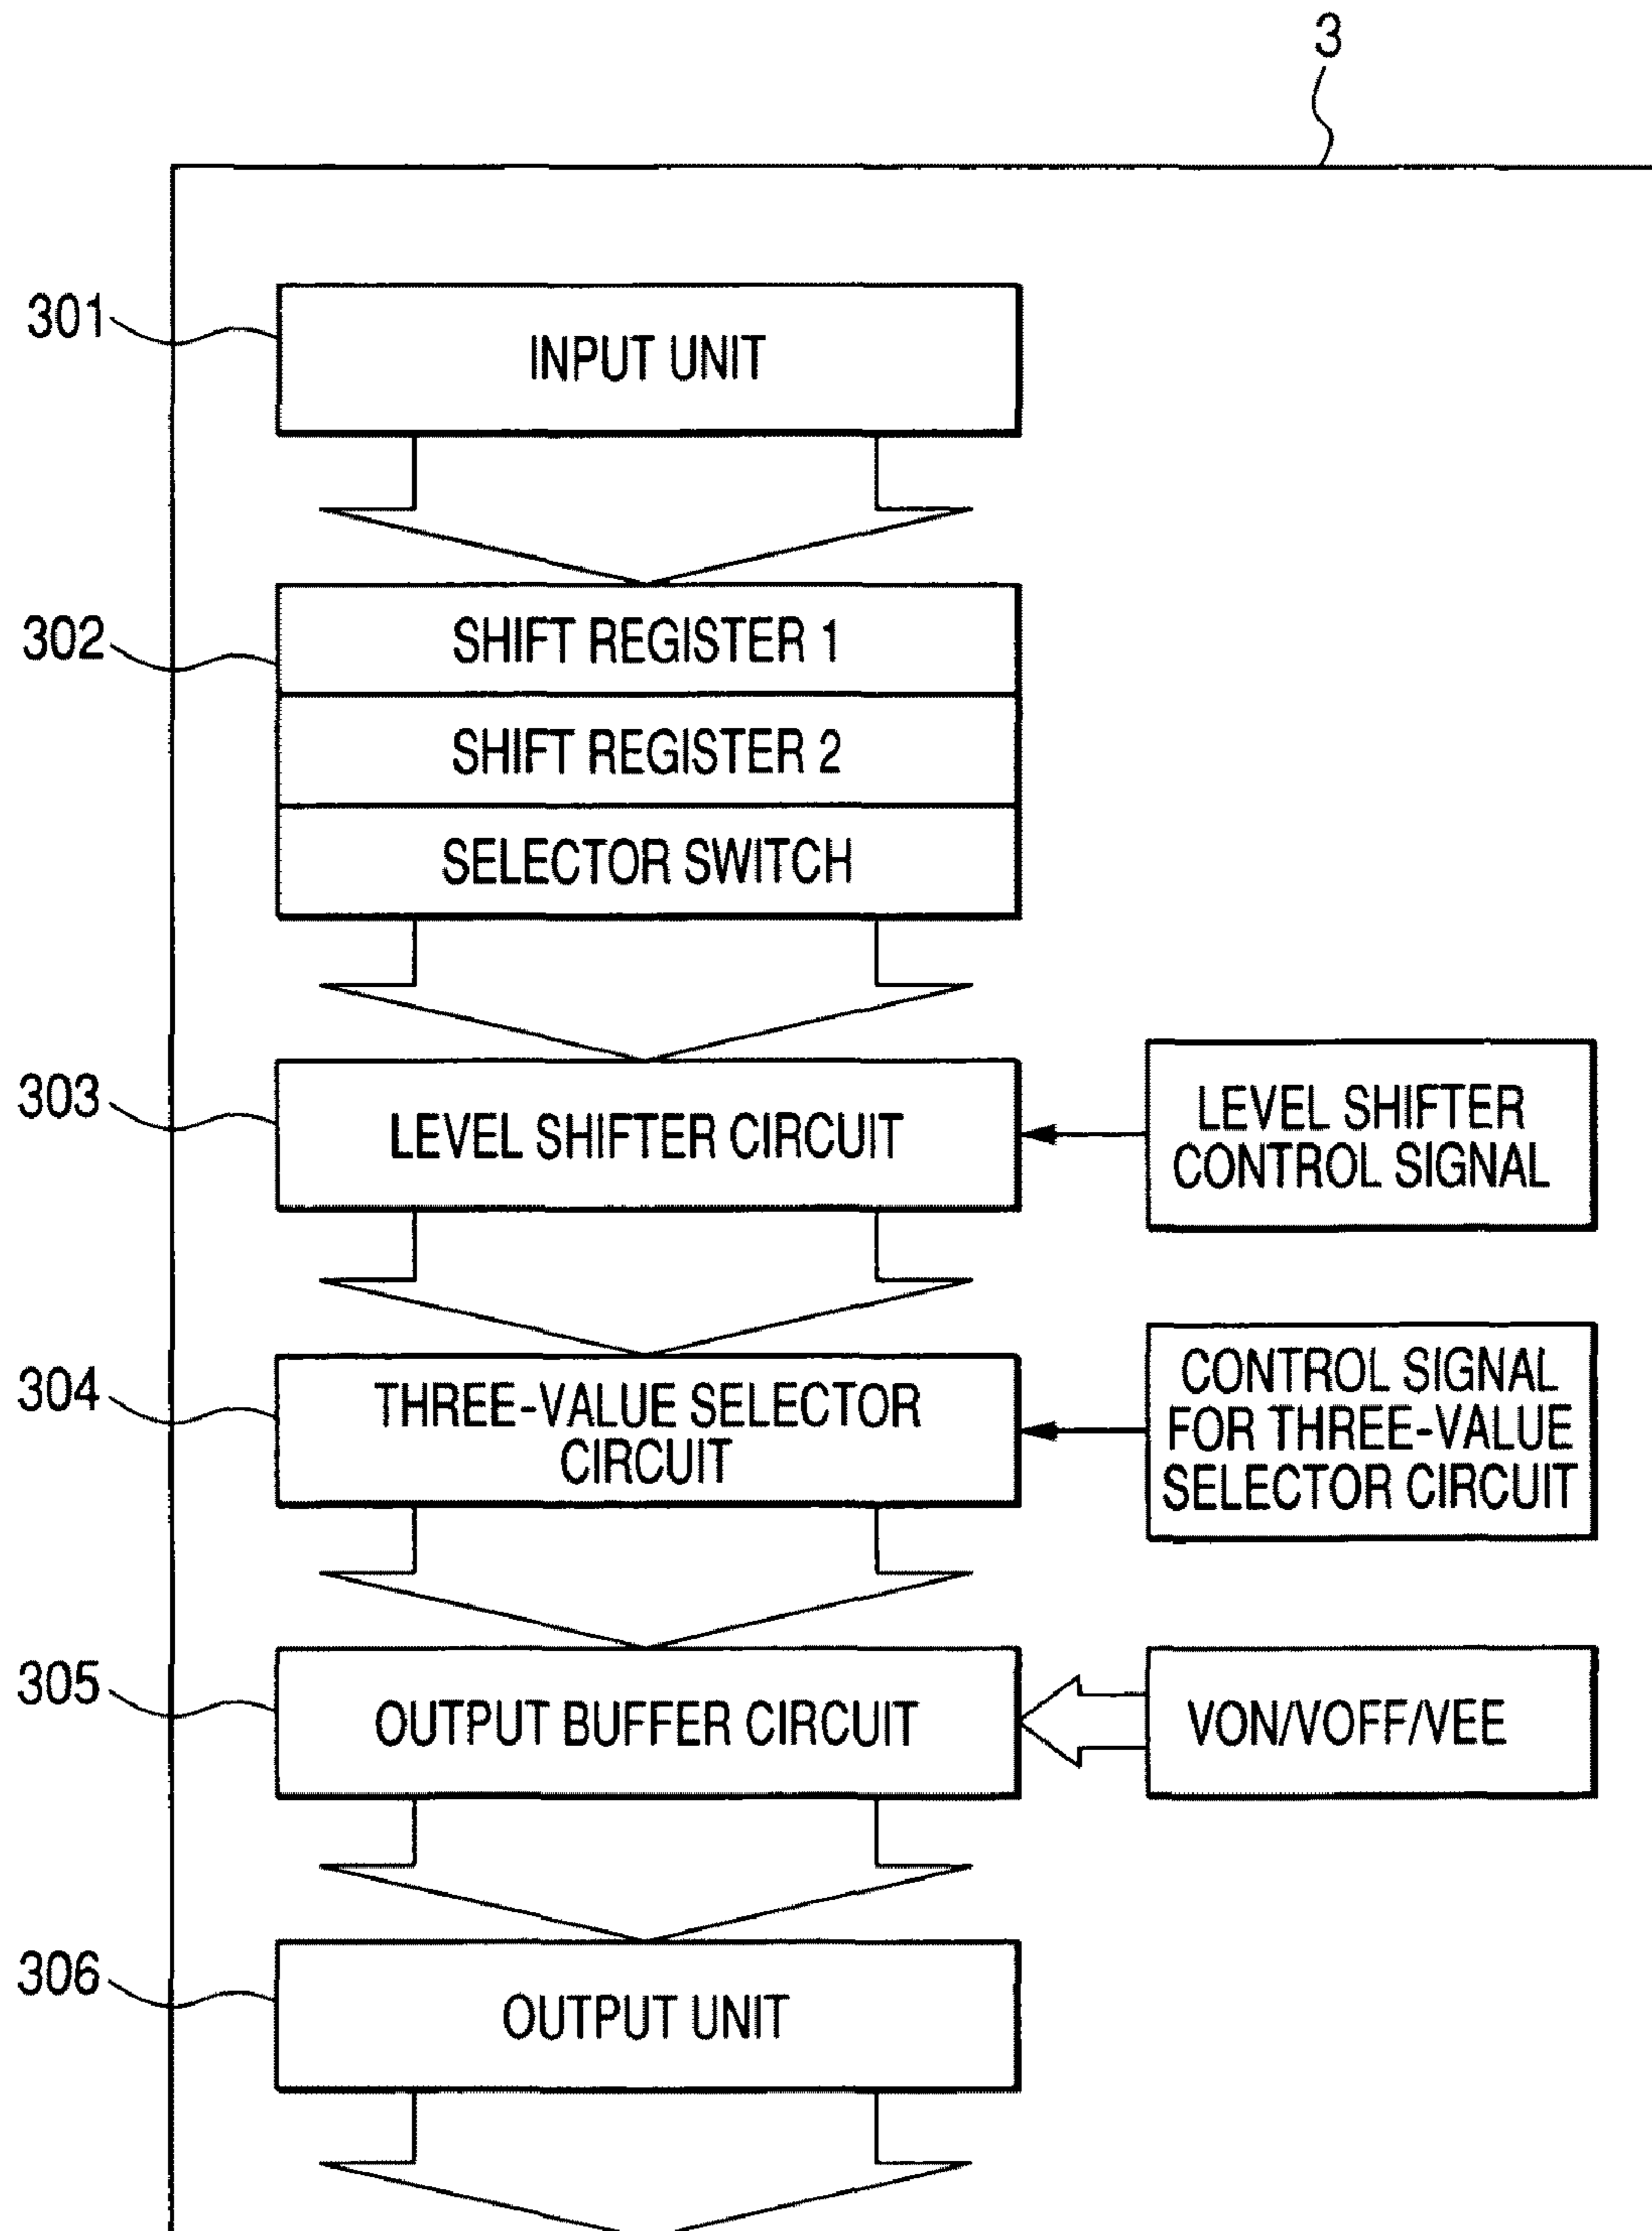 3
301
INPUT UNIT
302
SHIFT REGISTER 1
SHIFT REGISTER 2
SELECTOR SWITCH
303
LEVEL SHIFTER CIRCUIT
LEVEL SHIFTER
CONTROL SIGNAL
304
THREE-VALUE SELECTOR
CIRCUIT
CONTROL SIGNAL
FOR THREE-VALUE
SELECTOR CIRCUIT
305
OUTPUT BUFFER CIRCUIT
VON/VOFF/VEE
306
OUTPUT UNIT